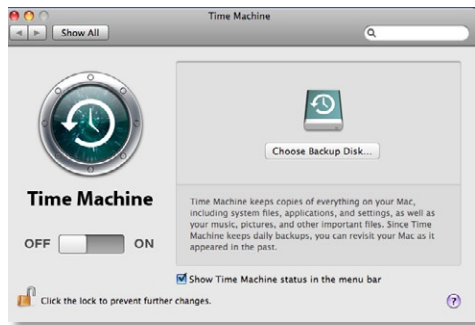 Time Machine
Show All
Choose Backup Disk...
Time Machine
Time Machine keeps copies of everything on your Mac,
including system files, applications, and settings, as well as
your music, pictures, and other important files. Since Time
Machine keeps daily backups, you can revisit your Mac as it
appeared in the past.
OFF ON
Show Time Machine status in the menu bar
Click the lock to prevent further changes.
?